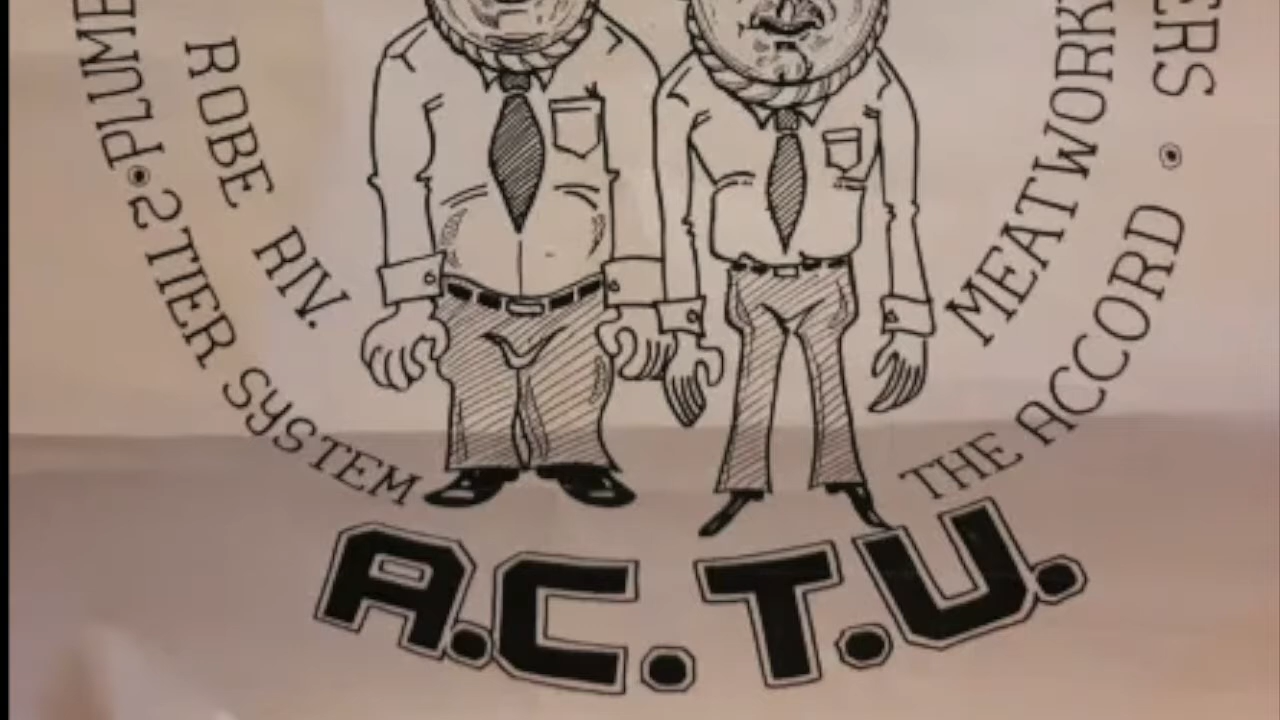 PLUMB
• 2 TIER SYSTEM
ROBE RIV.
MEATWORK
ERS •
THE ACCORD
A.C.T.U.